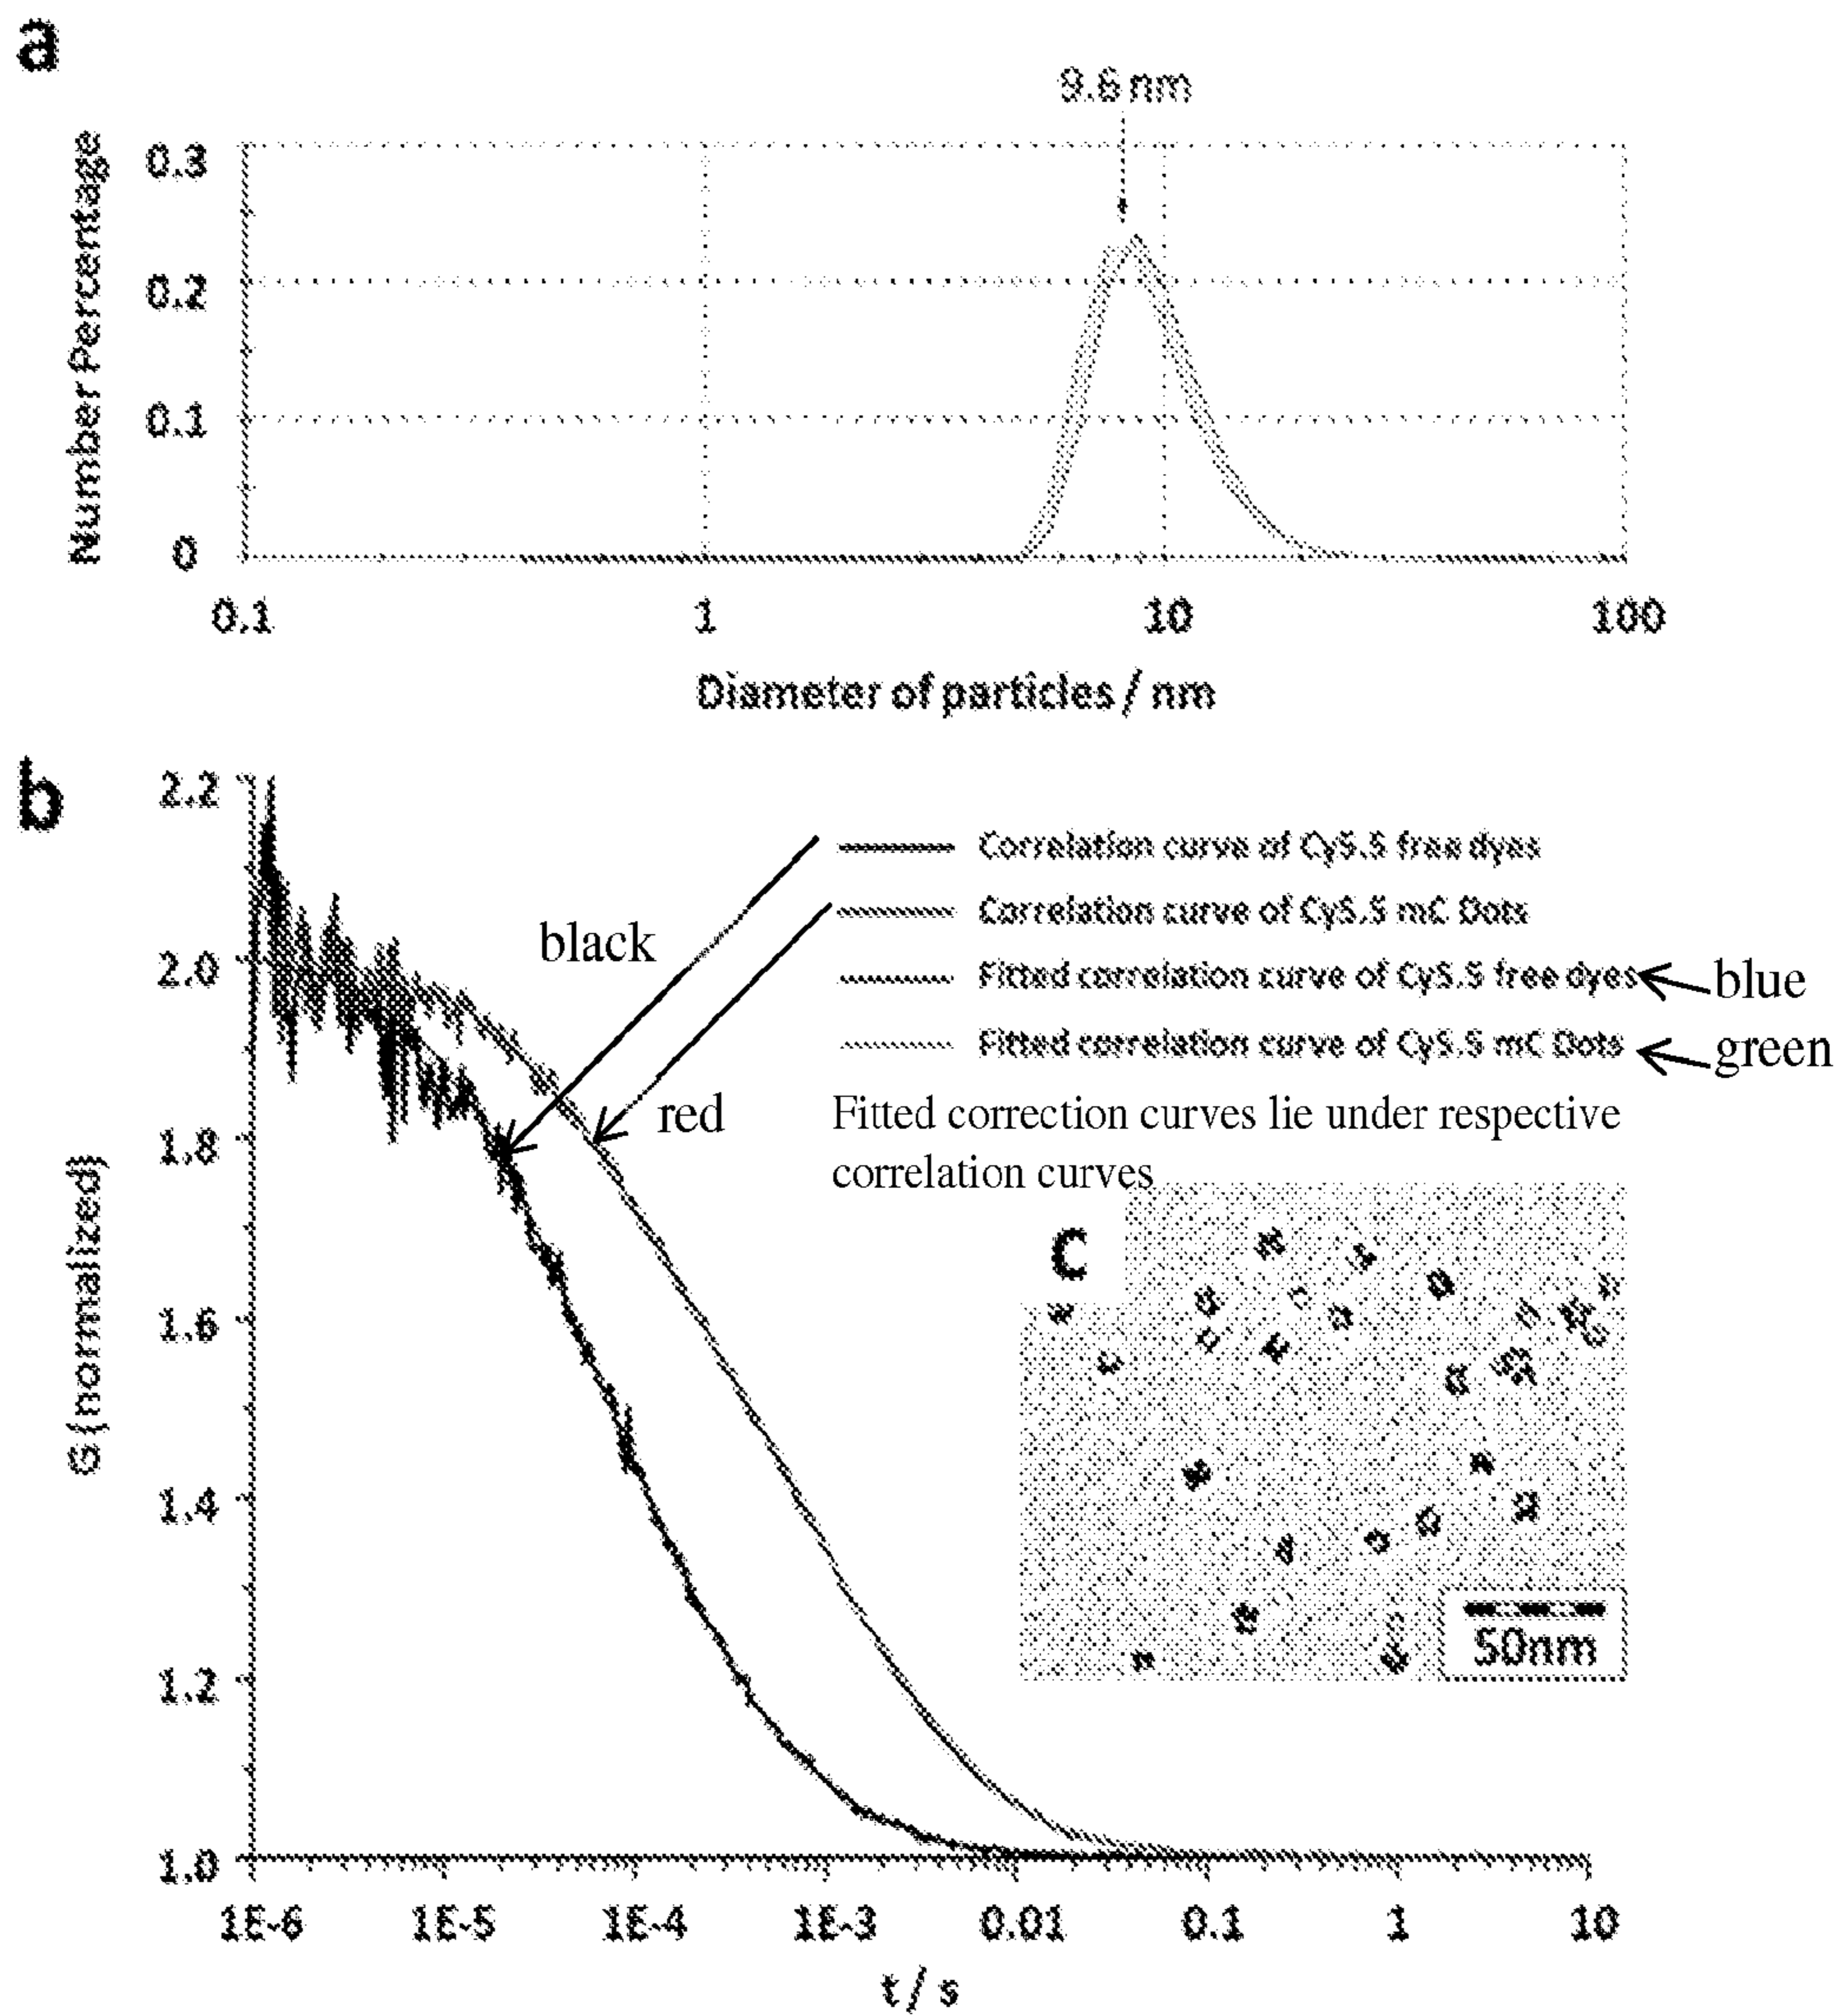 a
9.6 nm
Number Percentage
0.3
0.2
0.1
0
0.1 1 10 100
Diameter of particles / nm
b
G (normalized)
2.2
2.0
1.8
1.6
1.4
1.2
1.0
black
red
Correlation curve of Cy5.5 free dyes
Correlation curve of Cy5.5 mC Dots
Fitted correlation curve of Cy5.5 free dyes
blue
Fitted correlation curve of Cy5.5 mC Dots
green
Fitted correction curves lie under respective
correlation curves
c
50nm
1E-6 1E-5 1E-4 1E-3 0.01 0.1 1 10
t / s